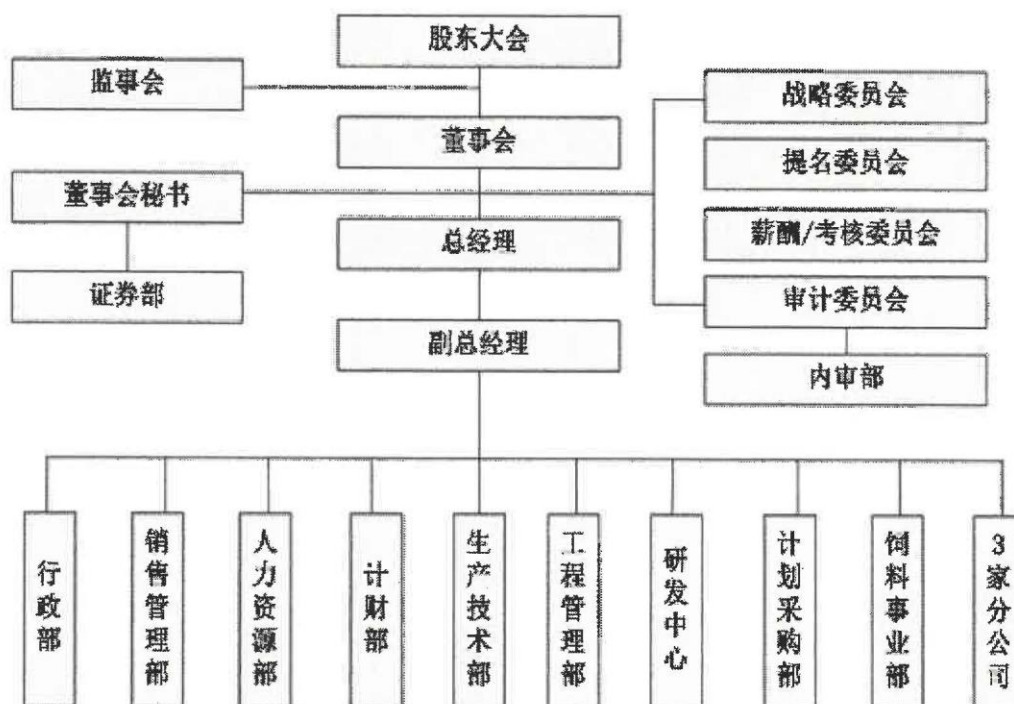 股东大会
监事会
战略委员会
董事会
提名委员会
董事会秘书
总经理
薪酬/考核委员会
证券部
审计委员会
副总经理
内审部
行政部
销售管理部
人力资源部
计财部
生产技术部
工程管理部
研发中心
计划采购部
饲料事业部
3家分公司